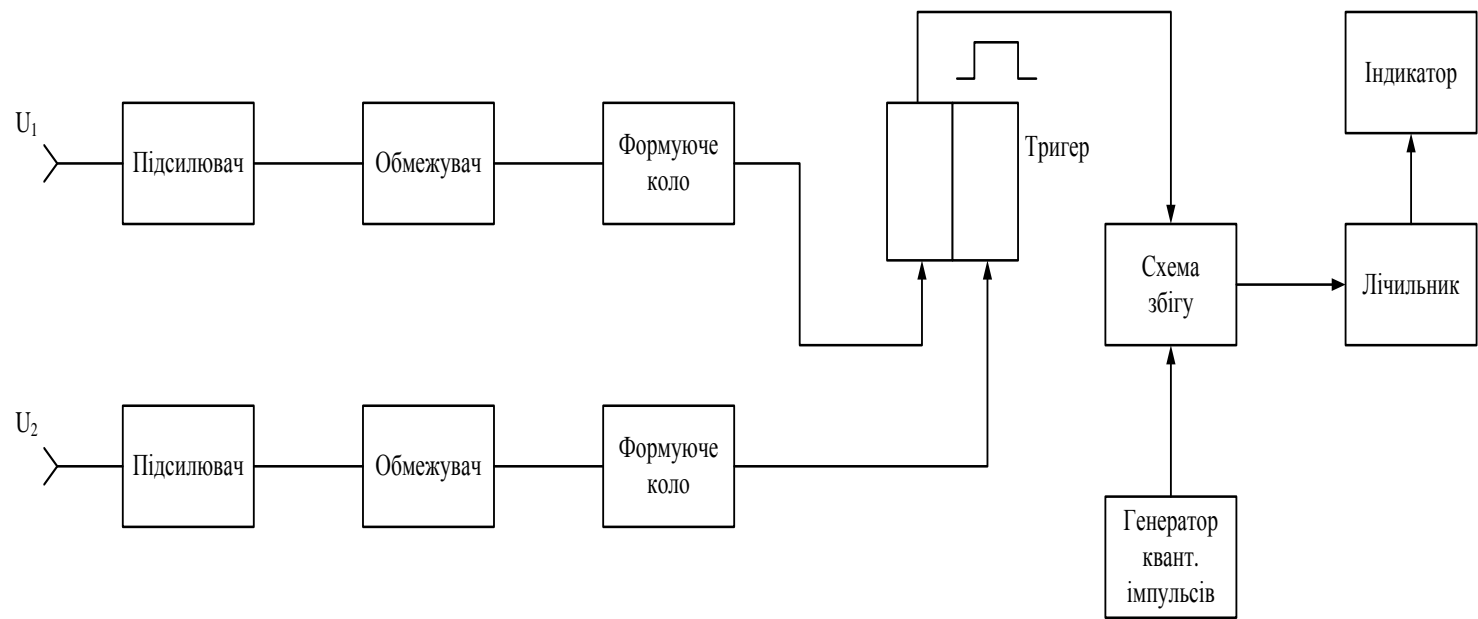 U₁
Підсилювач
Обмежувач
Формуюче
коло
Тригер
Індикатор
Схема
збігу
Лічильник
U₂
Підсилювач
Обмежувач
Формуюче
коло
Генератор
квант.
імпульсів